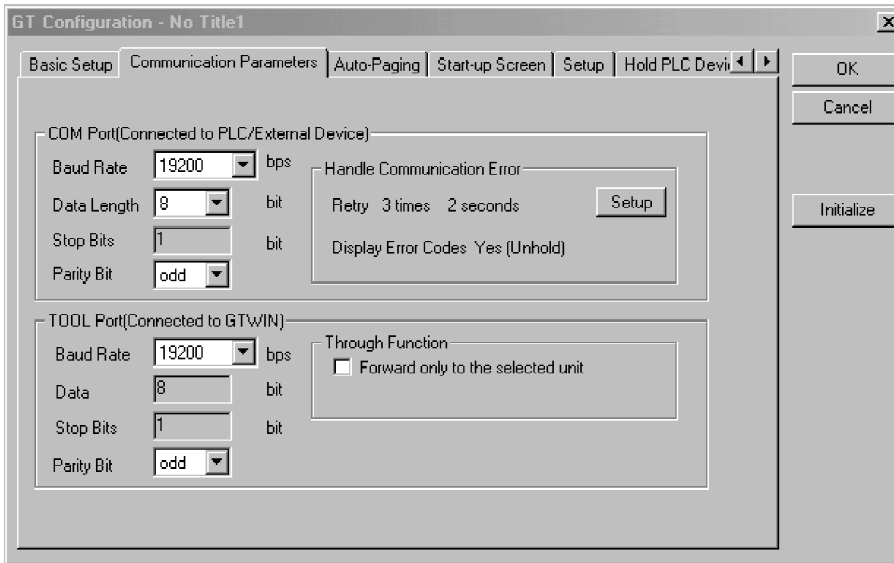 GT Configuration - No Title1
Basic Setup Communication Parameters Auto-Paging Start-up Screen Setup Hold PLC Devi
OK
Cancel
Initialize
COM Port(Connected to PLC/External Device)
Baud Rate 19200 bps
Data Length 8 bit
Stop Bits 1 bit
Parity Bit odd
Handle Communication Error
Retry 3 times 2 seconds Setup
Display Error Codes Yes (Unhold)
TOOL Port(Connected to GTWIN)
Baud Rate 19200 bps
Data 8 bit
Stop Bits 1 bit
Parity Bit odd
Through Function
Forward only to the selected unit